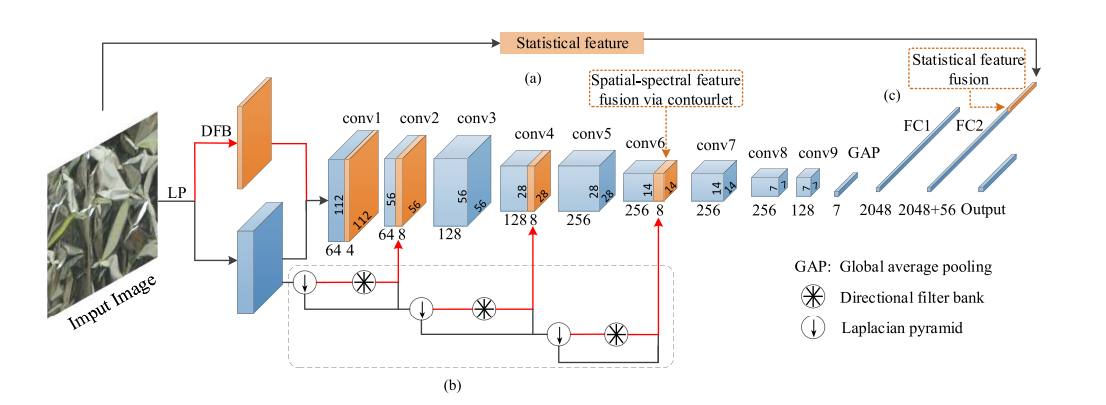 Statistical feature
(a)
Statistical feature
fusion
Spatial-spectral feature
fusion via contourlet
(c)
DFB
LP
Imput Image
conv1
conv2
conv3
conv4
conv5
conv6
conv7
conv8
conv9
GAP
FC1
FC2
112
112
56
56
56
56
28
28
28
28
14
14
14
14
7
7
7
7
64 4
64 8
128
128 8
256
256 8
256
256
128
7
2048
2048+56
Output
GAP: Global average pooling
Directional filter bank
Laplacian pyramid
(b)